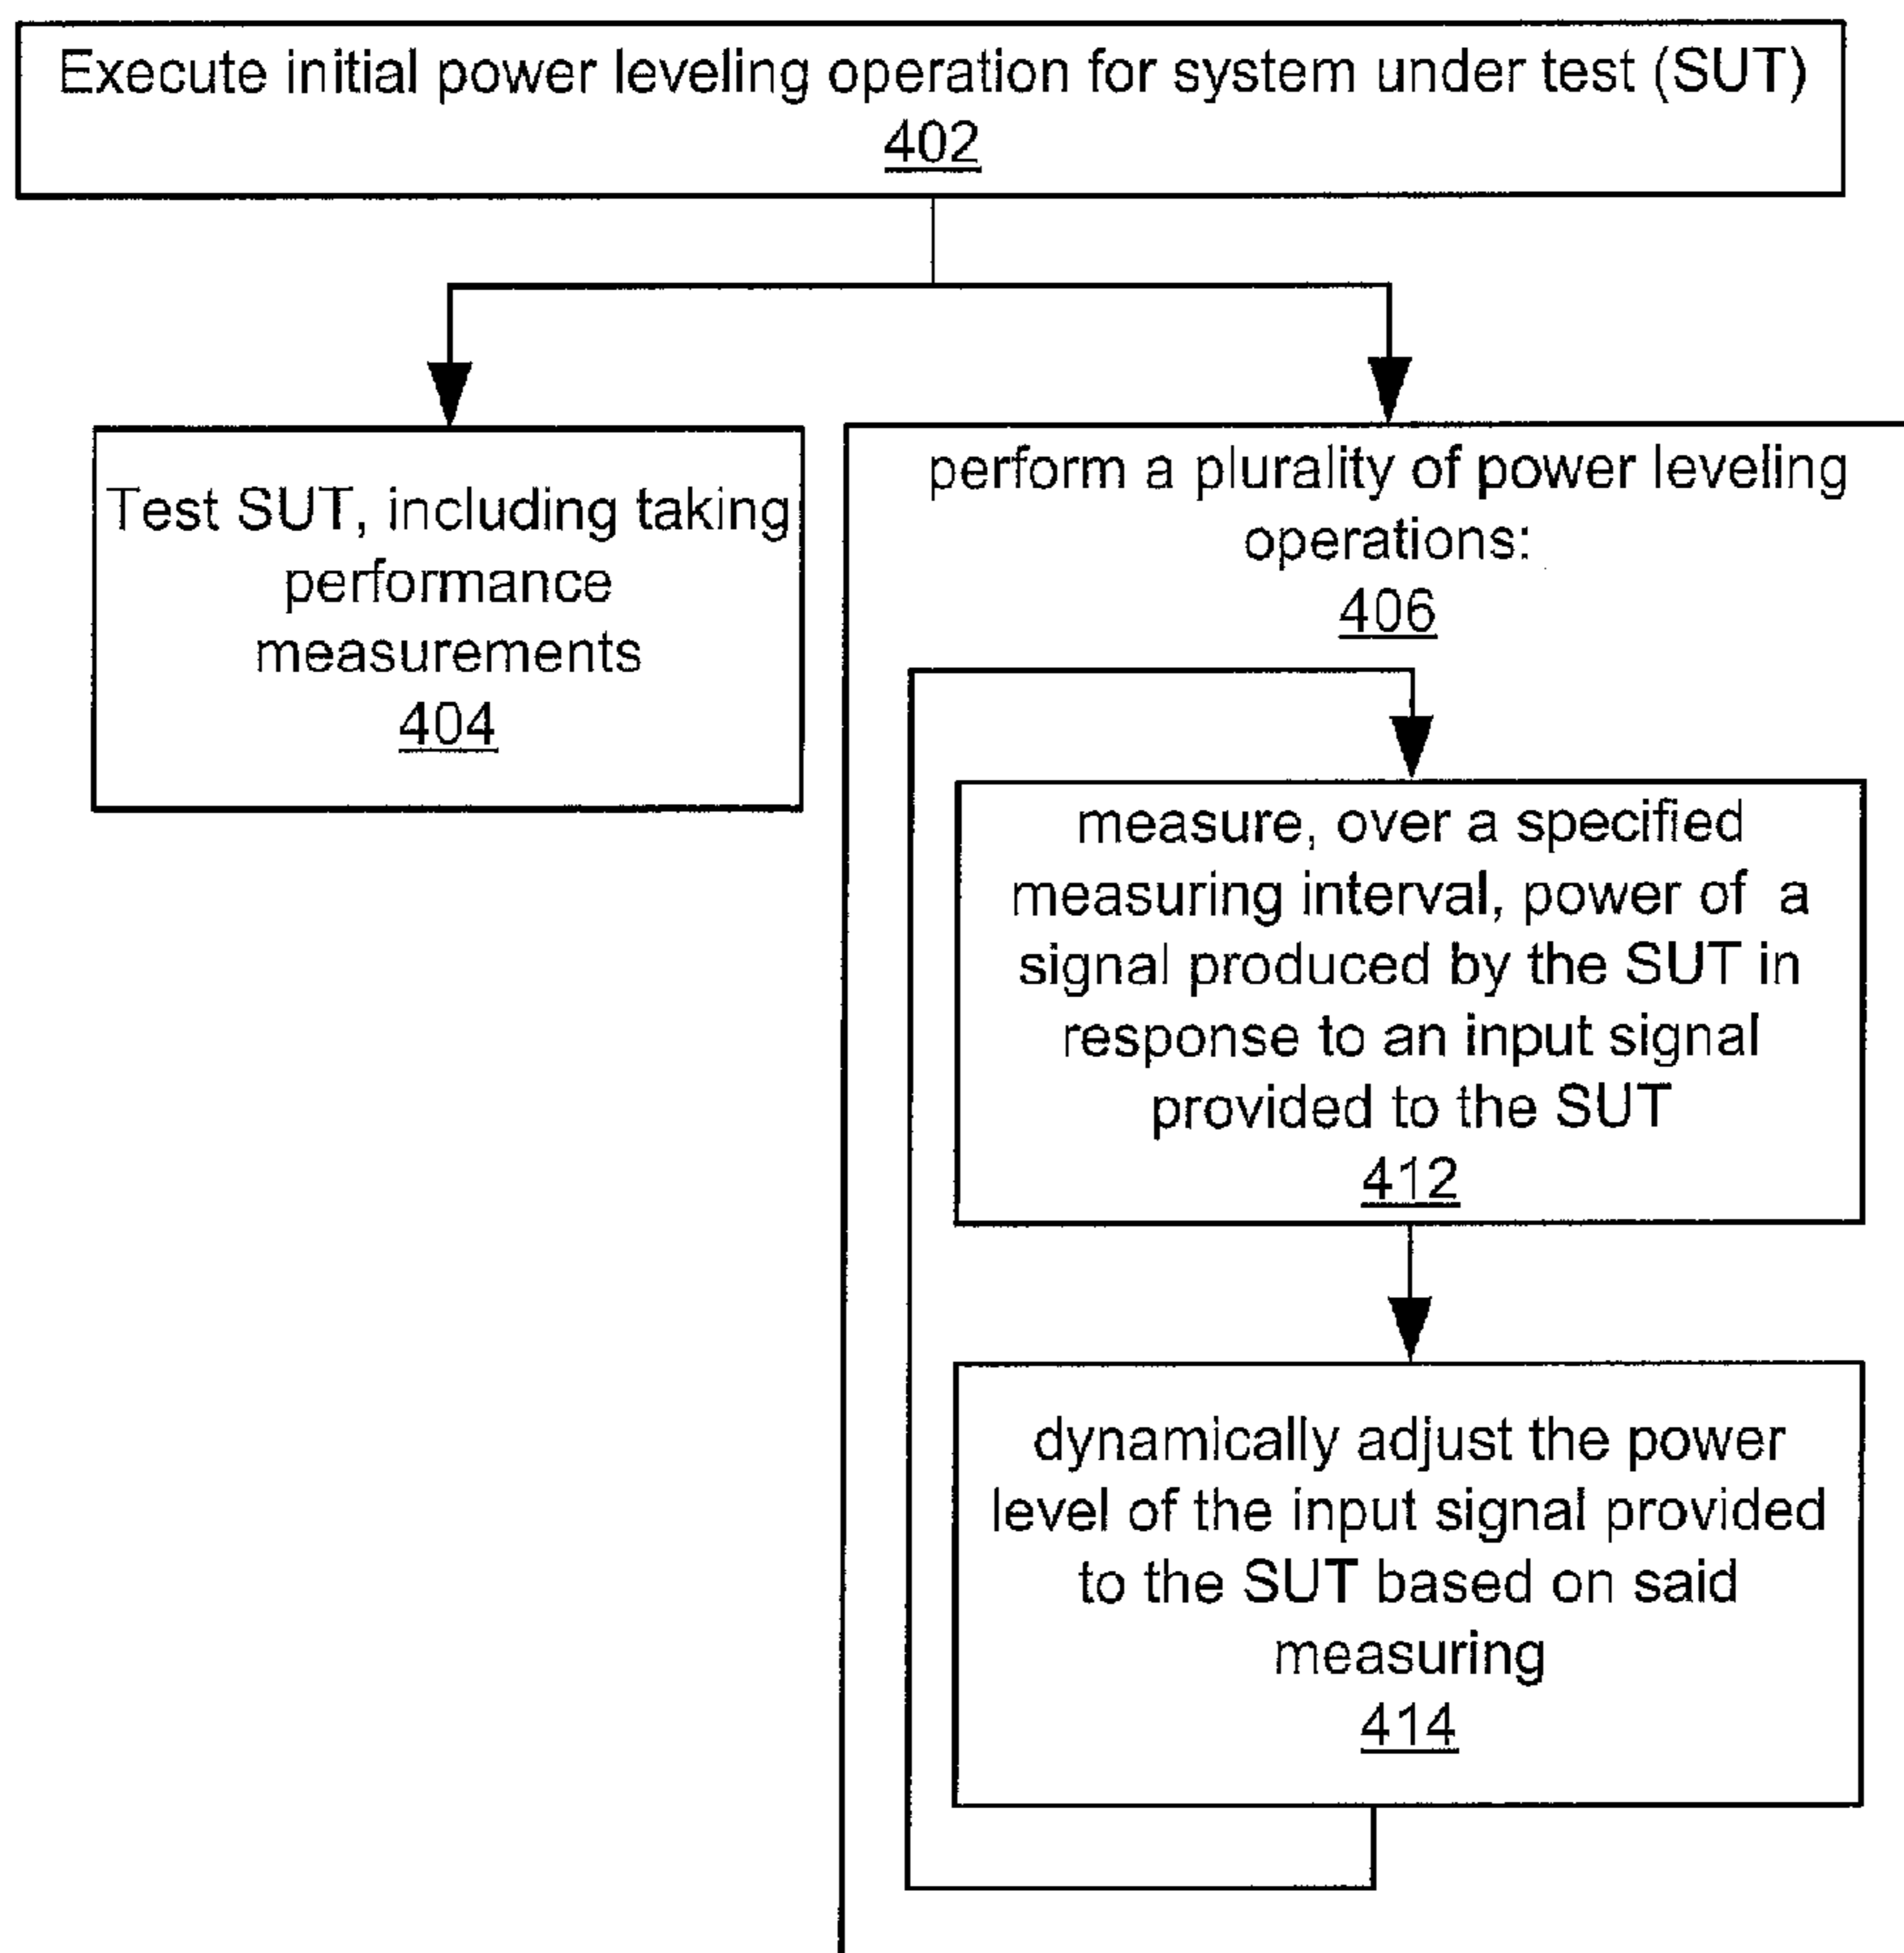 Execute initial power leveling operation for system under test (SUT)
402
Test SUT, including taking
performance
measurements
404
perform a plurality of power leveling
operations:
406
measure, over a specified
measuring interval, power of a
signal produced by the SUT in
response to an input signal
provided to the SUT
412
dynamically adjust the power
level of the input signal provided
to the SUT based on said
measuring
414